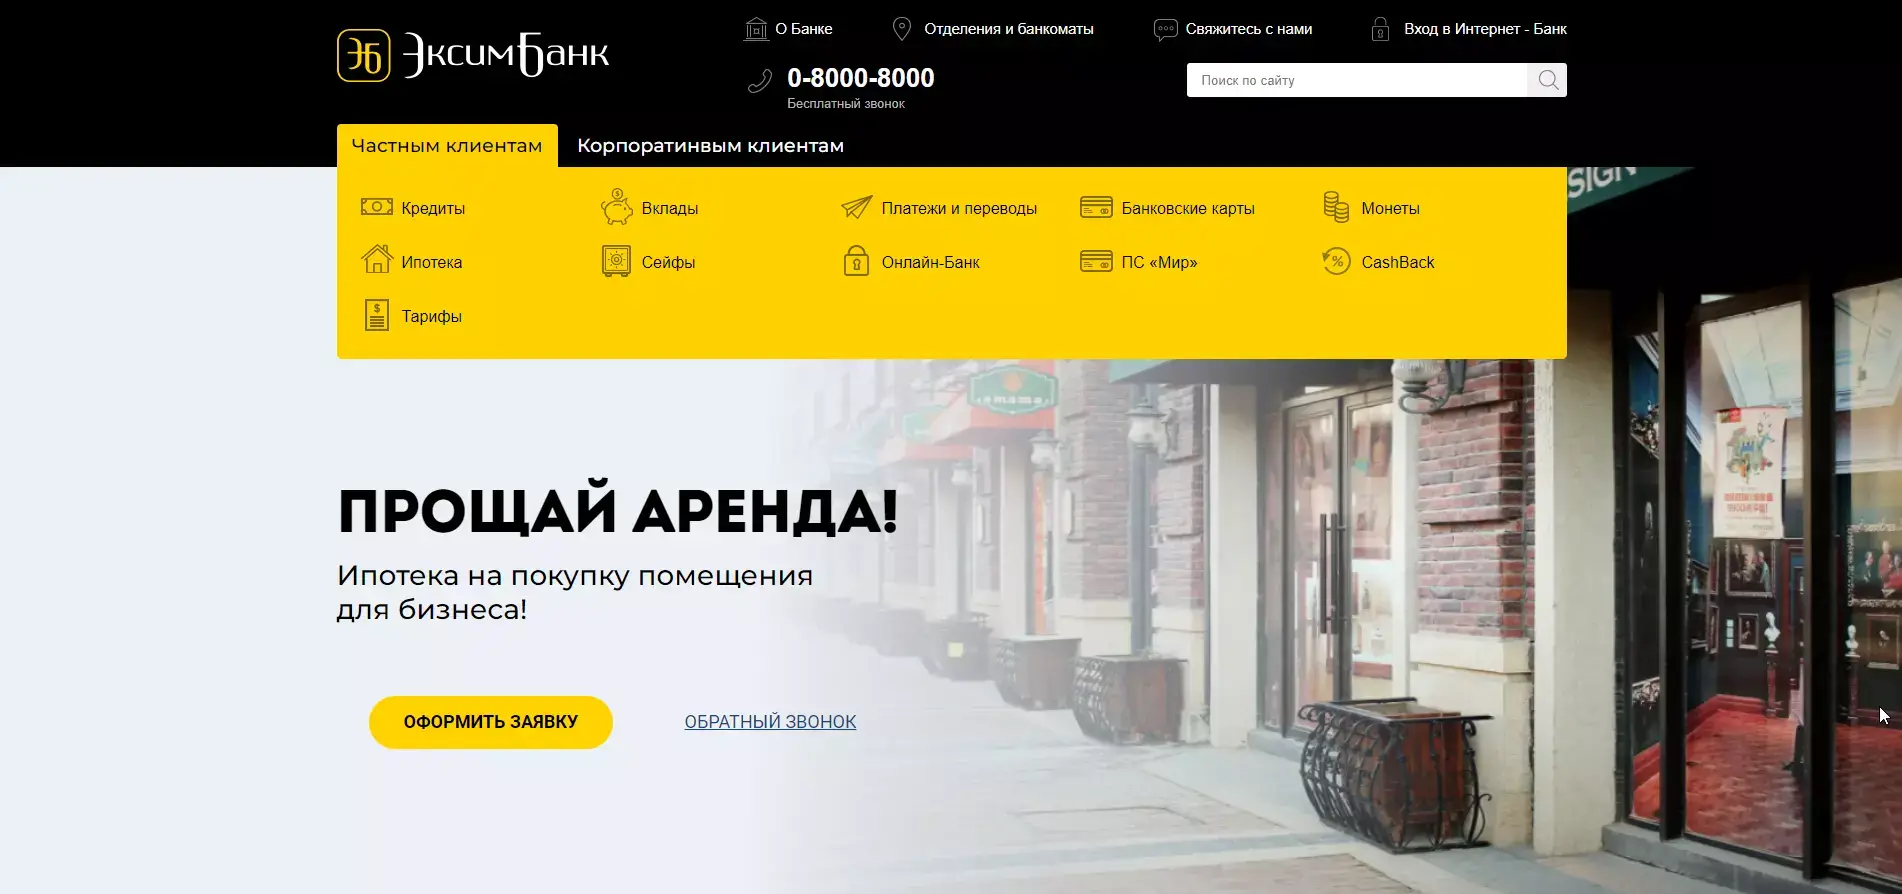 ЭБ ЭксимБанк
О Банке
Отделения и банкоматы
Свяжитесь с нами
Вход в Интернет - Банк
0-8000-8000
Бесплатный звонок
Поиск по сайту
Частным клиентам
Корпоратинвым клиентам
Кредиты
Вклады
Платежи и переводы
Банковские карты
Монеты
Ипотека
Сейфы
Онлайн-Банк
ПС «Мир»
CashBack
Тарифы
SIGN
ПРОЩАЙ АРЕНДА!
Ипотека на покупку помещения
для бизнеса!
ОФОРМИТЬ ЗАЯВКУ
ОБРАТНЫЙ ЗВОНОК